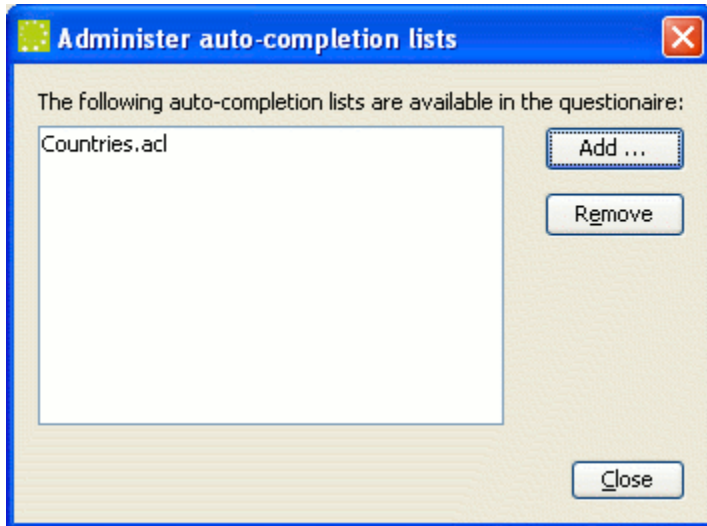 Administer auto-completion lists
The following auto-completion lists are available in the questionaire:
Countries.acl
Add ...
Remove
Close